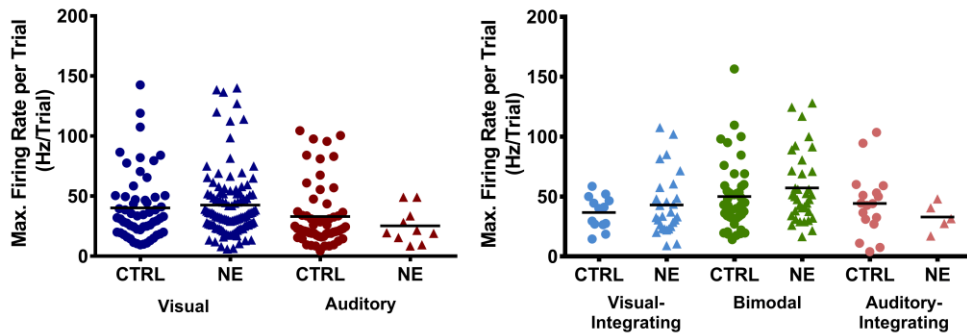 Max. Firing Rate per Trial
(Hz/Trial)
200
150
100
50
0
CTRL NE CTRL NE
Visual Auditory
Max. Firing Rate per Trial
(Hz/Trial)
200
150
100
50
0
CTRL NE CTRL NE CTRL NE
Visual- Bimodal Auditory-
Integrating Integrating